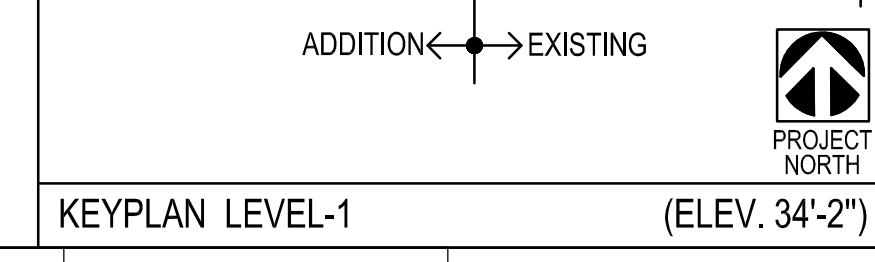 ADDITION EXISTING
PROJECT
NORTH
KEYPLAN LEVEL-1 (ELEV. 34'-2")